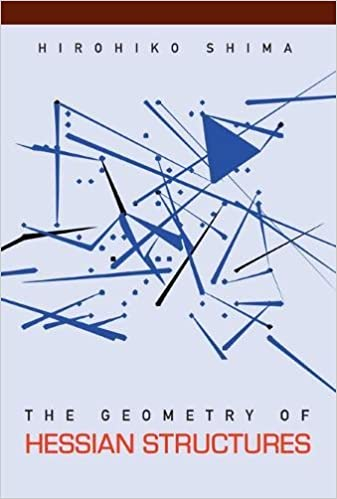 HIROHIKO SHIMA
THE GEOMETRY OF
HESSIAN STRUCTURES